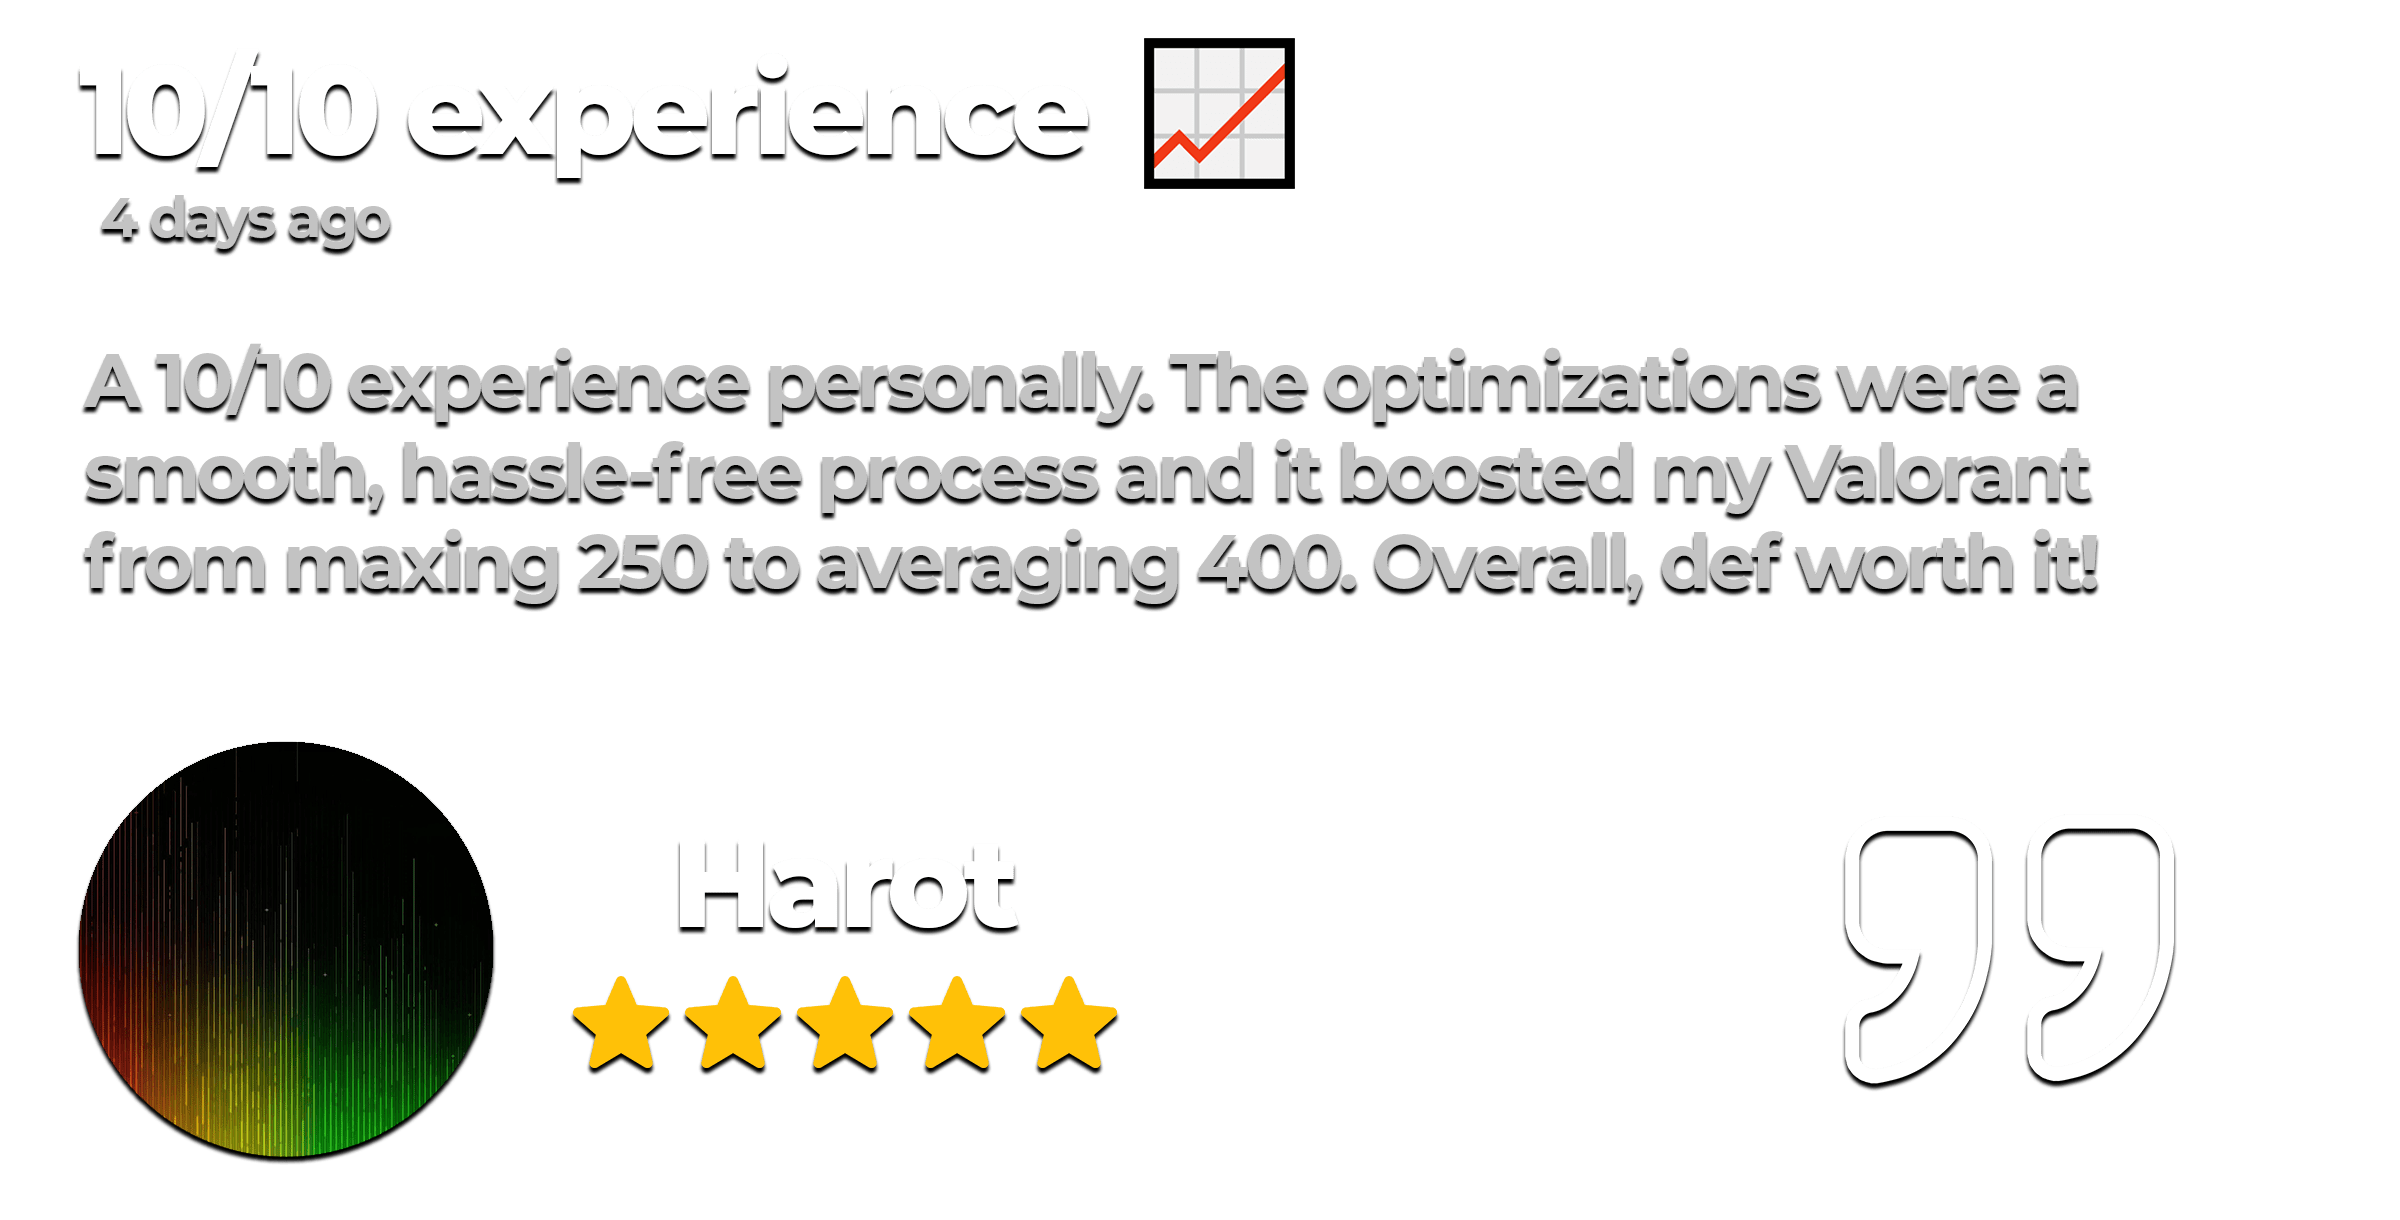 10/10 experience
4 days ago
A 10/10 experience personally. The optimizations were a
smooth, hassle-free process and it boosted my Valorant
from maxing 250 to averaging 400. Overall, def worth it!
Harot